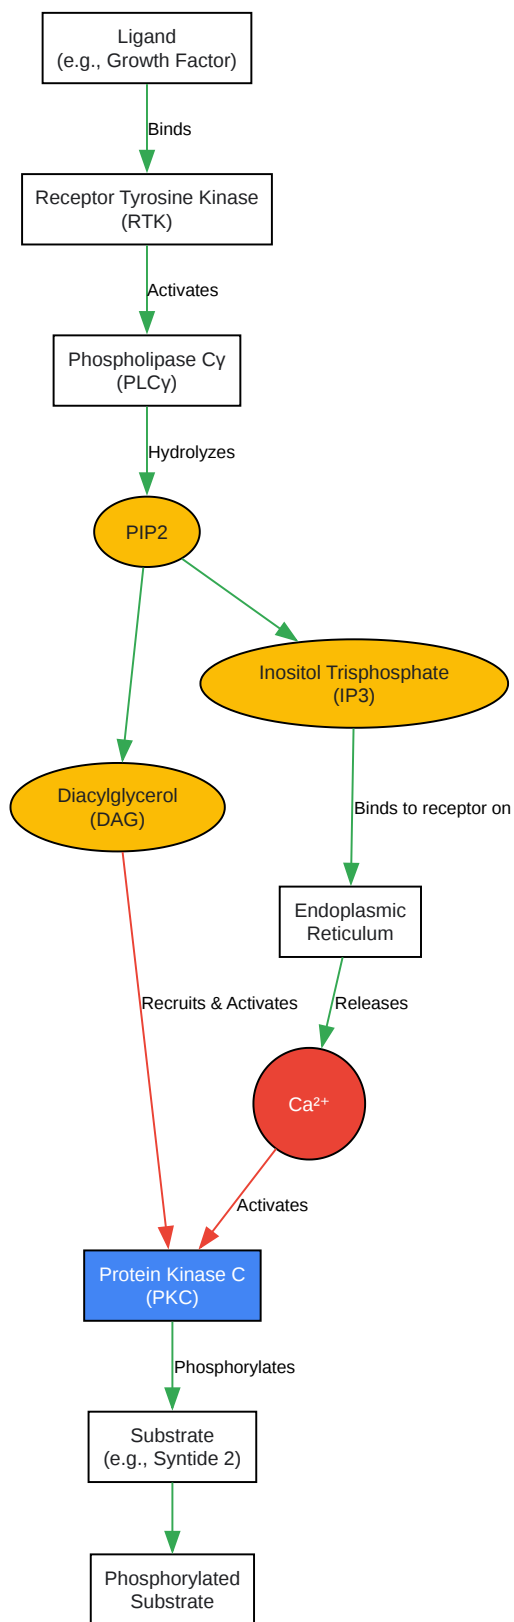 Ligand
(e.g., Growth Factor)
Binds
Receptor Tyrosine Kinase
(RTK)
Activates
Phospholipase Cγ
(PLCγ)
Hydrolyzes
PIP2
Inositol Trisphosphate
(IP3)
Diacylglycerol
(DAG)
Binds to receptor on
Endoplasmic
Reticulum
Recruits & Activates
Releases
Ca²⁺
Activates
Protein Kinase C
(PKC)
Phosphorylates
Substrate
(e.g., Syntide 2)
Phosphorylated
Substrate